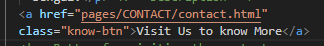 <a href="pages/CONTACT/contact.html"
class="know-btn">Visit Us to know More</a>